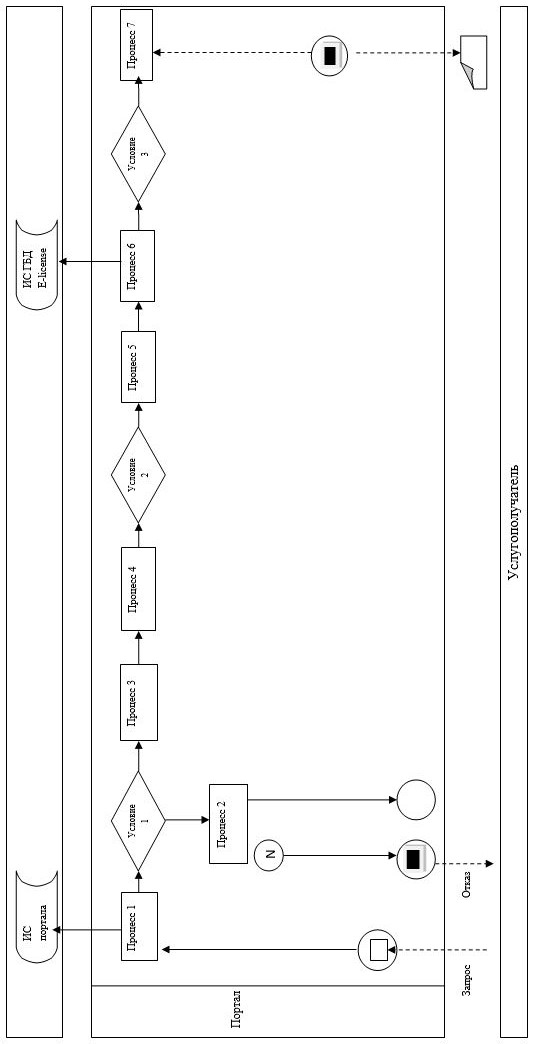 ИС
портала
ИС ГБД
E-license
Портал
Процесс 1
Условие
1
Процесс 2
N
Процесс 3
Процесс 4
Условие
2
Процесс 5
Процесс 6
Условие
3
Процесс 7
Запрос
Отказ
Услугополучатель